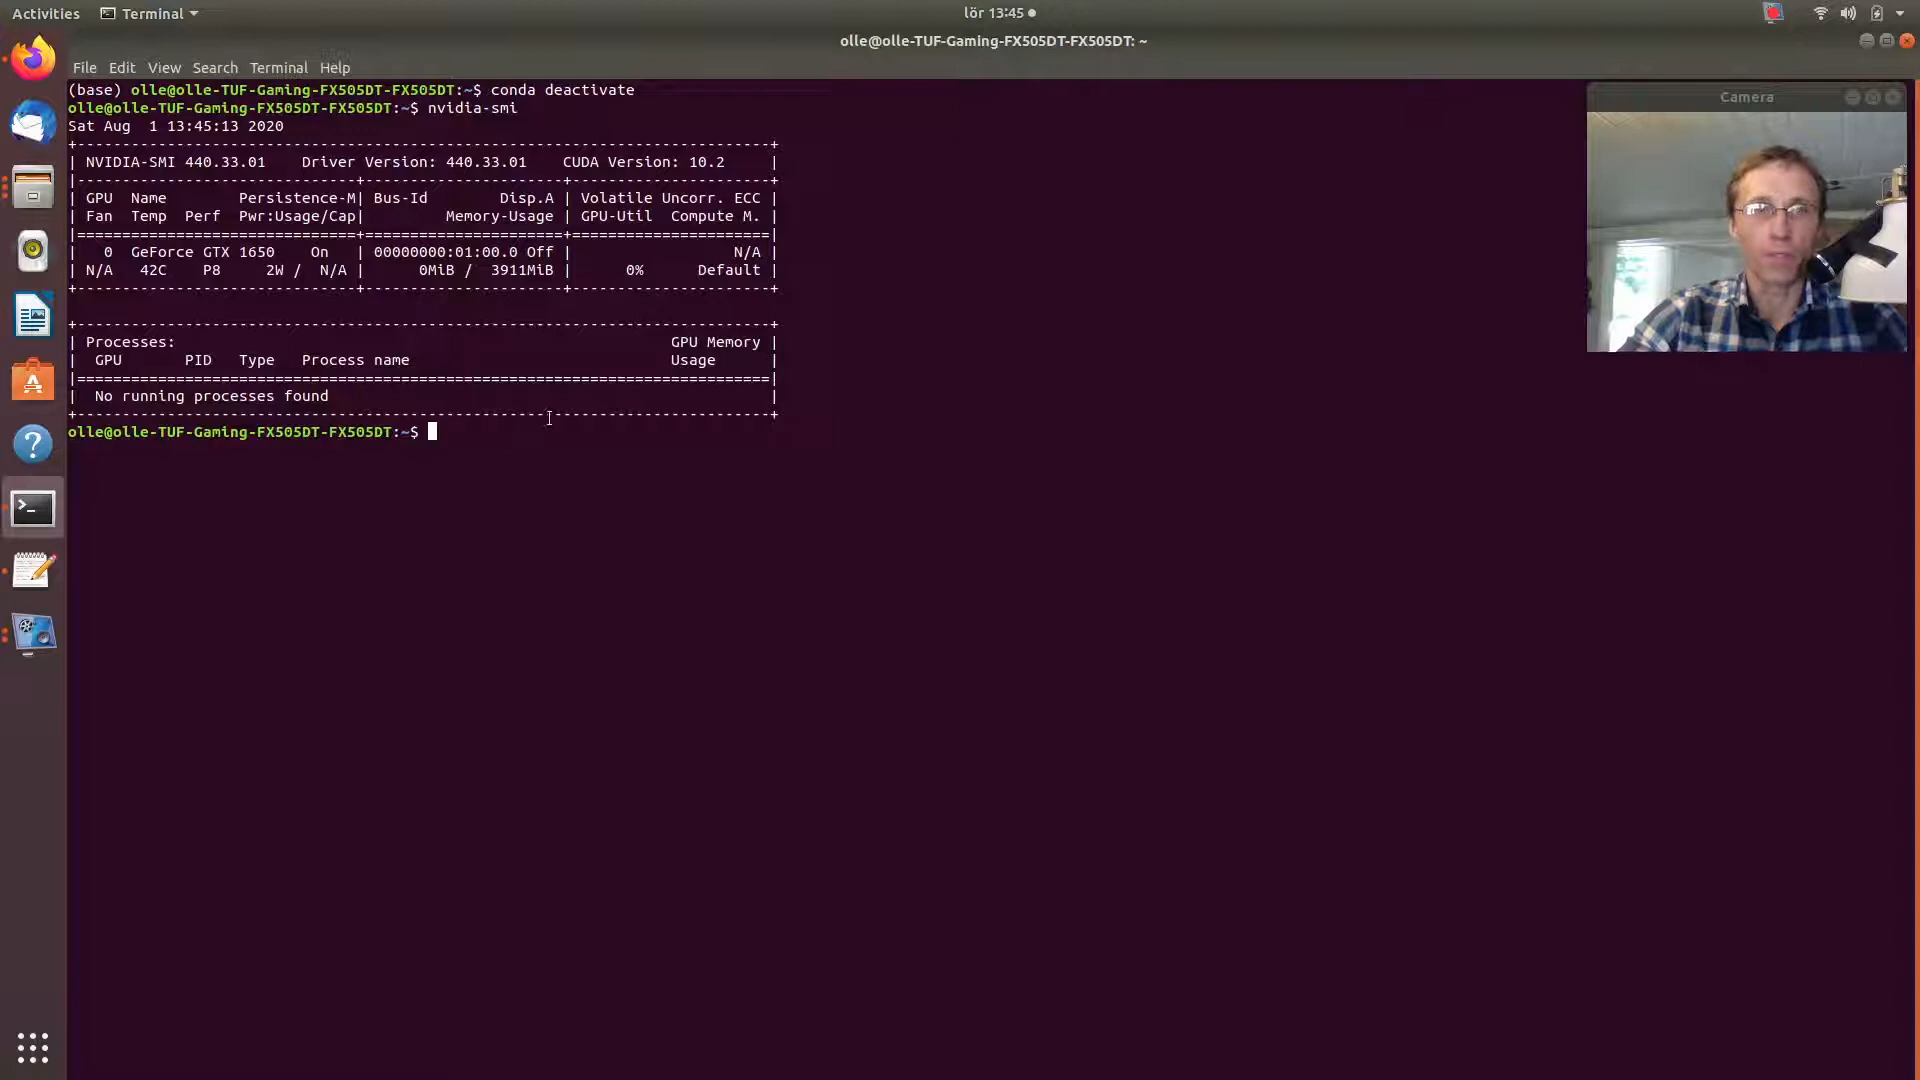 Activities Terminal lör 13:45
olle@olle-TUF-Gaming-FX505DT-FX505DT: ~
File Edit View Search Terminal Help
(base) olle@olle-TUF-Gaming-FX505DT-FX505DT:~$ conda deactivate
olle@olle-TUF-Gaming-FX505DT-FX505DT:~$ nvidia-smi
Sat Aug  1 13:45:13 2020
+-----------------------------------------------------------------------------+
| NVIDIA-SMI 440.33.01    Driver Version: 440.33.01    CUDA Version: 10.2     |
|-------------------------------+----------------------+----------------------+
| GPU  Name        Persistence-M| Bus-Id        Disp.A | Volatile Uncorr. ECC |
| Fan  Temp  Perf  Pwr:Usage/Cap|         Memory-Usage | GPU-Util  Compute M. |
|===============================+======================+======================|
|   0  GeForce GTX 1650    On   | 00000000:01:00.0 Off |                  N/A |
| N/A   42C    P8     2W /  N/A |      0MiB /  3911MiB |      0%      Default |
+-------------------------------+----------------------+----------------------+
+-----------------------------------------------------------------------------+
| Processes:                                                       GPU Memory |
|  GPU       PID   Type   Process name                             Usage      |
|=============================================================================|
|  No running processes found                                                 |
+-----------------------------------------------------------------------------+
olle@olle-TUF-Gaming-FX505DT-FX505DT:~$
Camera